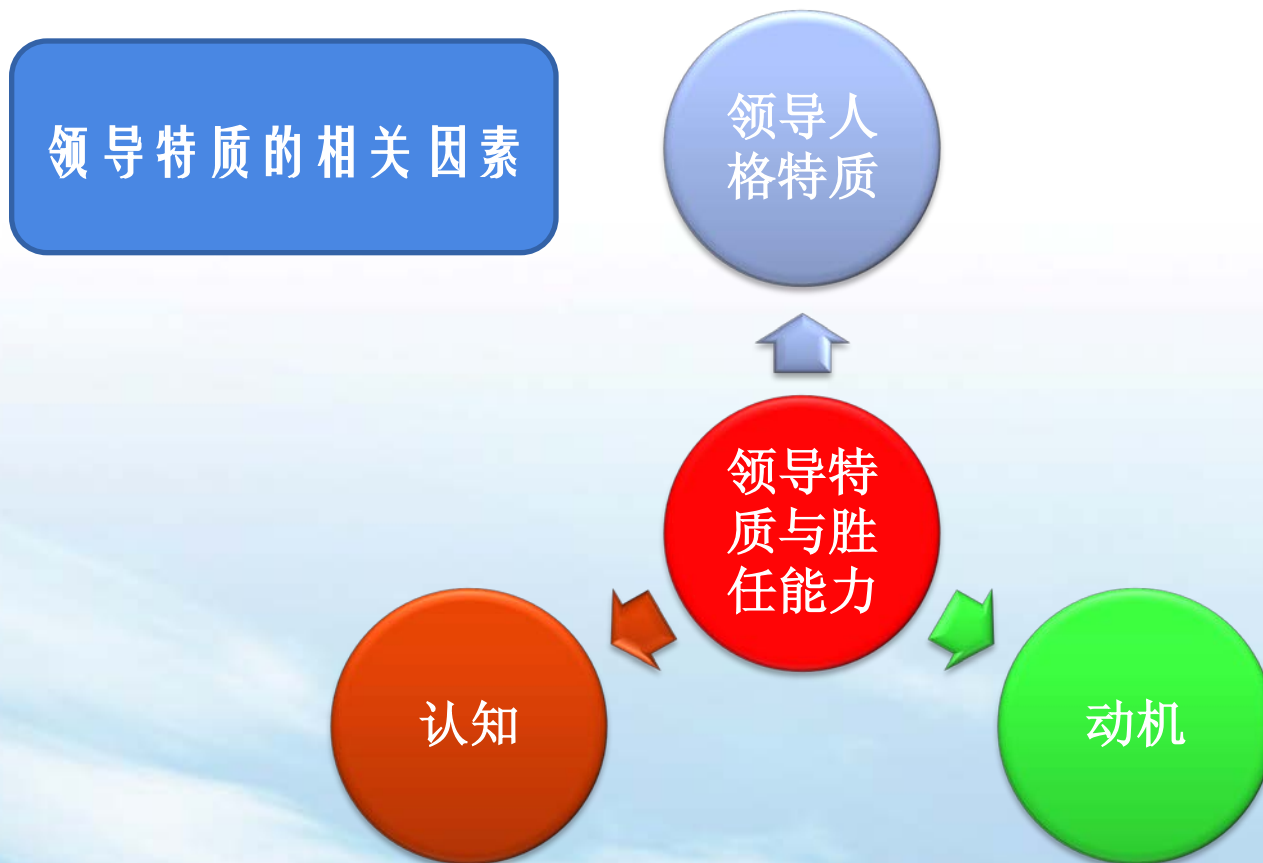 领导特质的相关因素
领导人
格特质
领导特
质与胜
任能力
认知
动机